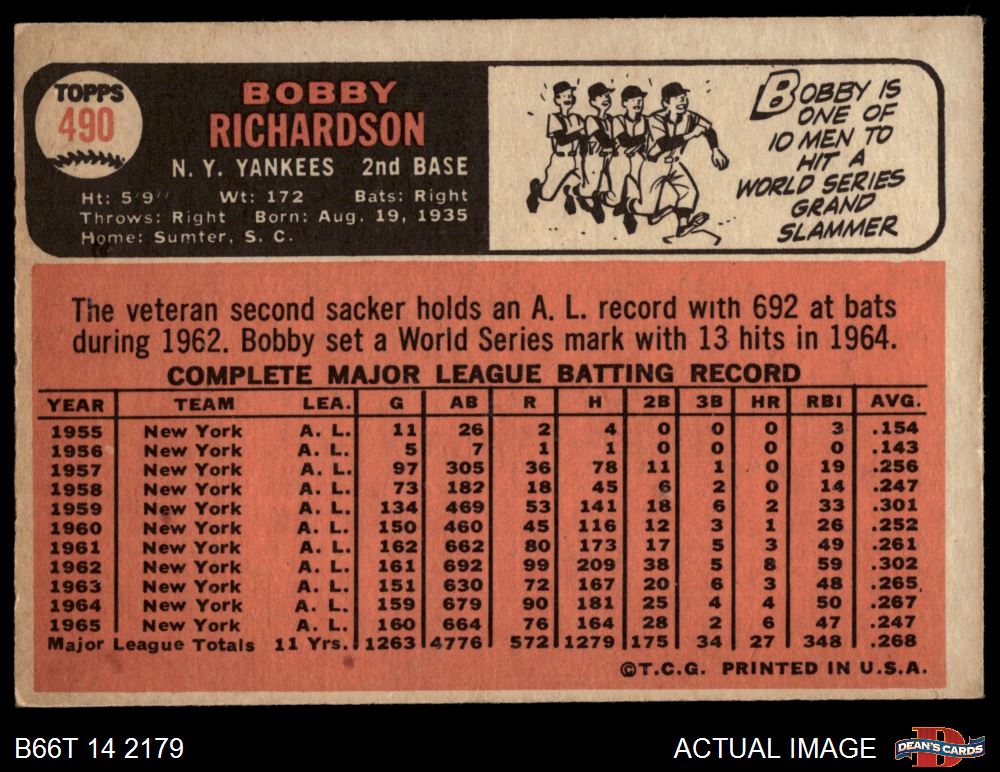 TOPPS
490
BOBBY
RICHARDSON
N. Y. YANKEES 2nd BASE
Ht: 5'9" Wt: 172 Bats: Right
Throws: Right Born: Aug. 19, 1935
Home: Sumter, S. C.
BOBBY IS
ONE OF
10 MEN TO
HIT A
WORLD SERIES
GRAND
SLAMMER
The veteran second sacker holds an A. L. record with 692 at bats
during 1962. Bobby set a World Series mark with 13 hits in 1964.
COMPLETE MAJOR LEAGUE BATTING RECORD
YEAR TEAM LEA. G AB R H 2B 3B HR RBI AVG.
1955 New York A. L. 11 26 2 4 0 0 0 3 .154
1956 New York A. L. 5 7 1 1 0 0 0 0 .143
1957 New York A. L. 97 305 36 78 11 1 0 19 .256
1958 New York A. L. 73 182 18 45 6 2 0 14 .247
1959 New York A. L. 134 469 53 141 18 6 2 33 .301
1960 New York A. L. 150 460 45 116 12 3 1 26 .252
1961 New York A. L. 162 662 80 173 17 5 3 49 .261
1962 New York A. L. 161 692 99 209 38 5 8 59 .302
1963 New York A. L. 151 630 72 167 20 6 3 48 .265
1964 New York A. L. 159 679 90 181 25 4 4 50 .267
1965 New York A. L. 160 664 76 164 28 2 6 47 .247
Major League Totals 11 Yrs. 1263 4776 572 1279 175 34 27 348 .268
©T.C.G. PRINTED IN U.S.A.
B66T 14 2179
ACTUAL IMAGE
DEAN'S CARDS